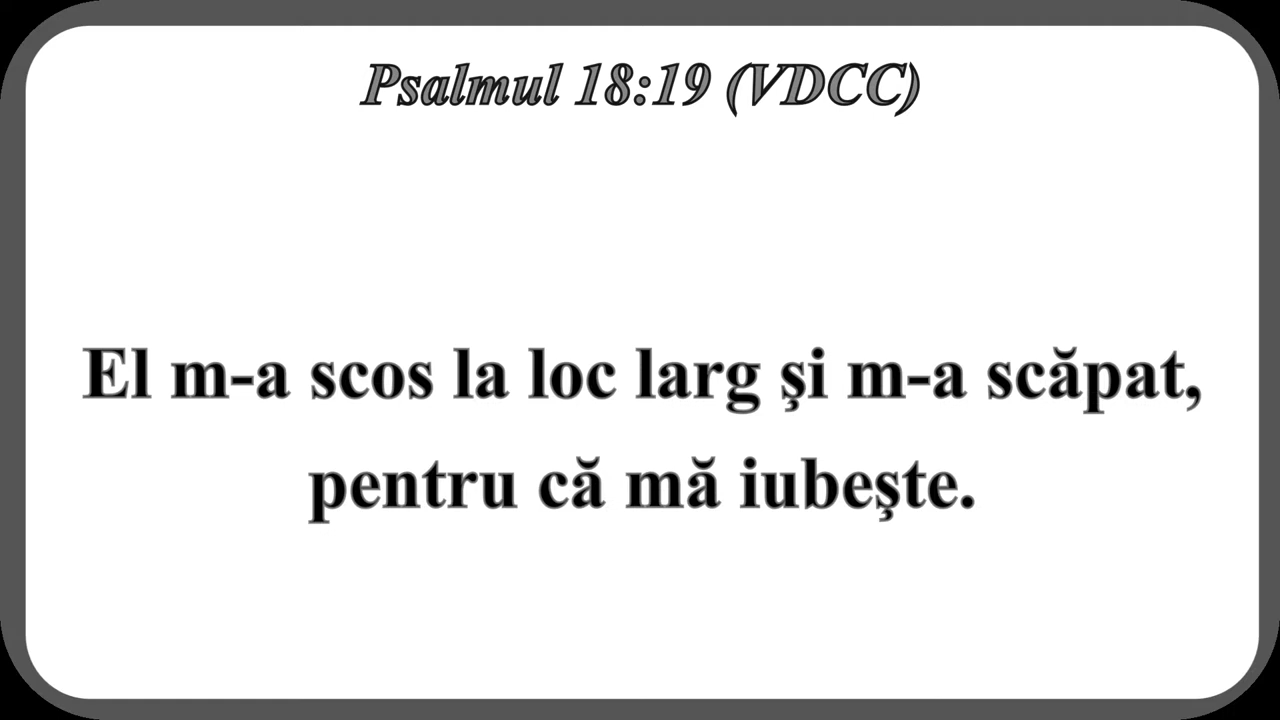 Psalmul 18:19 (VDCC)
El m-a scos la loc larg şi m-a scăpat,
pentru că mă iubeşte.